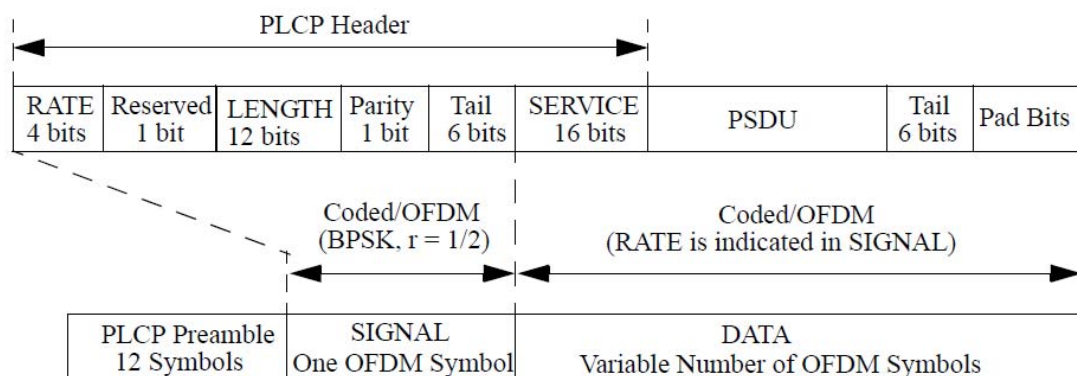 PLCP Header
RATE Reserved LENGTH Parity Tail SERVICE PSDU Tail Pad Bits
4 bits 1 bit 12 bits 1 bit 6 bits 16 bits 6 bits
Coded/OFDM Coded/OFDM
(BPSK, r = 1/2) (RATE is indicated in SIGNAL)
PLCP Preamble SIGNAL DATA
12 Symbols One OFDM Symbol Variable Number of OFDM Symbols